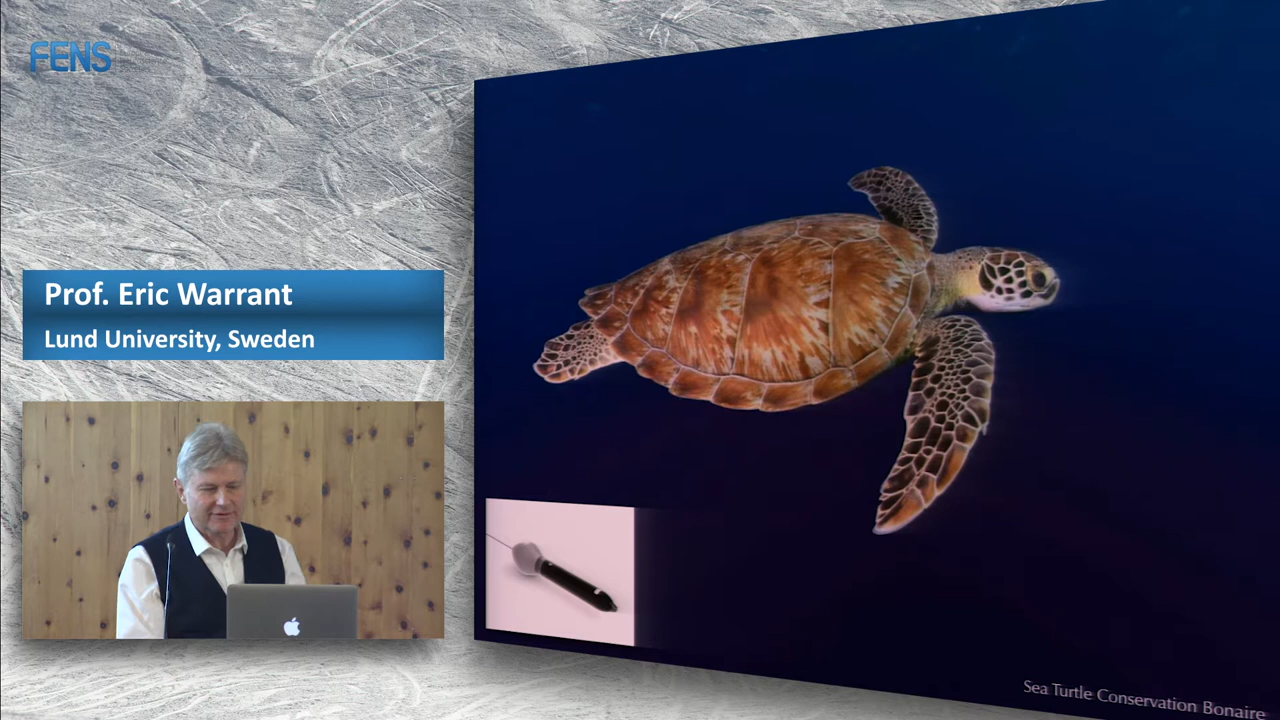 FENS
Prof. Eric Warrant
Lund University, Sweden
Sea Turtle Conservation Bonaire